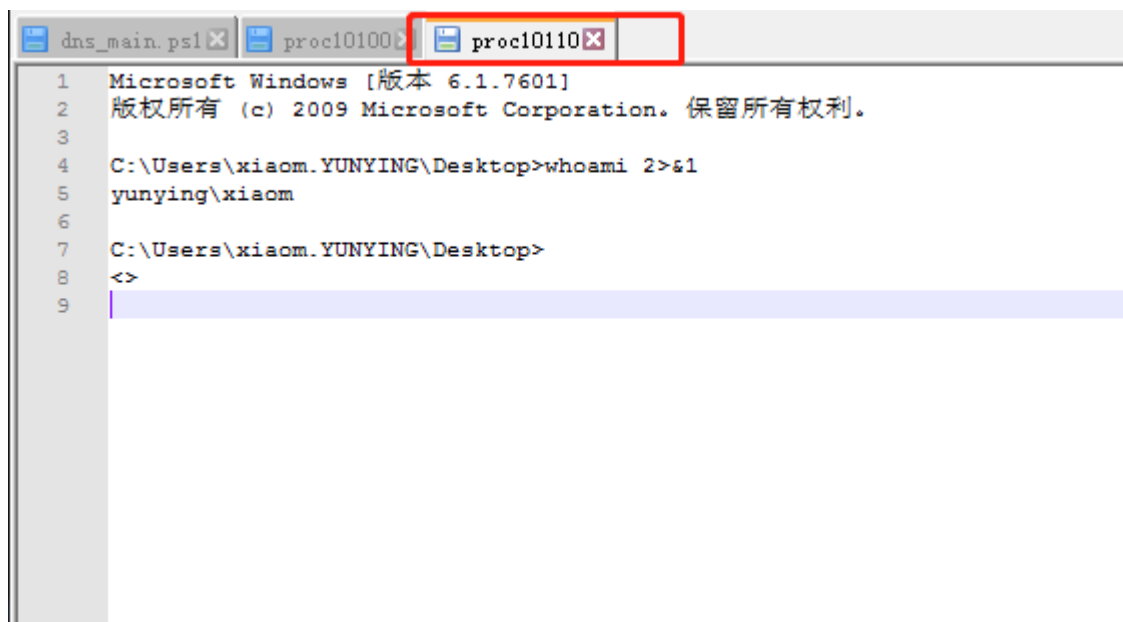 dns_main.ps1 proc10100 proc10110
1 Microsoft Windows [版本 6.1.7601]
2 版权所有 (c) 2009 Microsoft Corporation。保留所有权利。
3
4 C:\Users\xiaom.YUNYING\Desktop>whoami 2>&1
5 yunying\xiaom
6
7 C:\Users\xiaom.YUNYING\Desktop>
8 <>
9